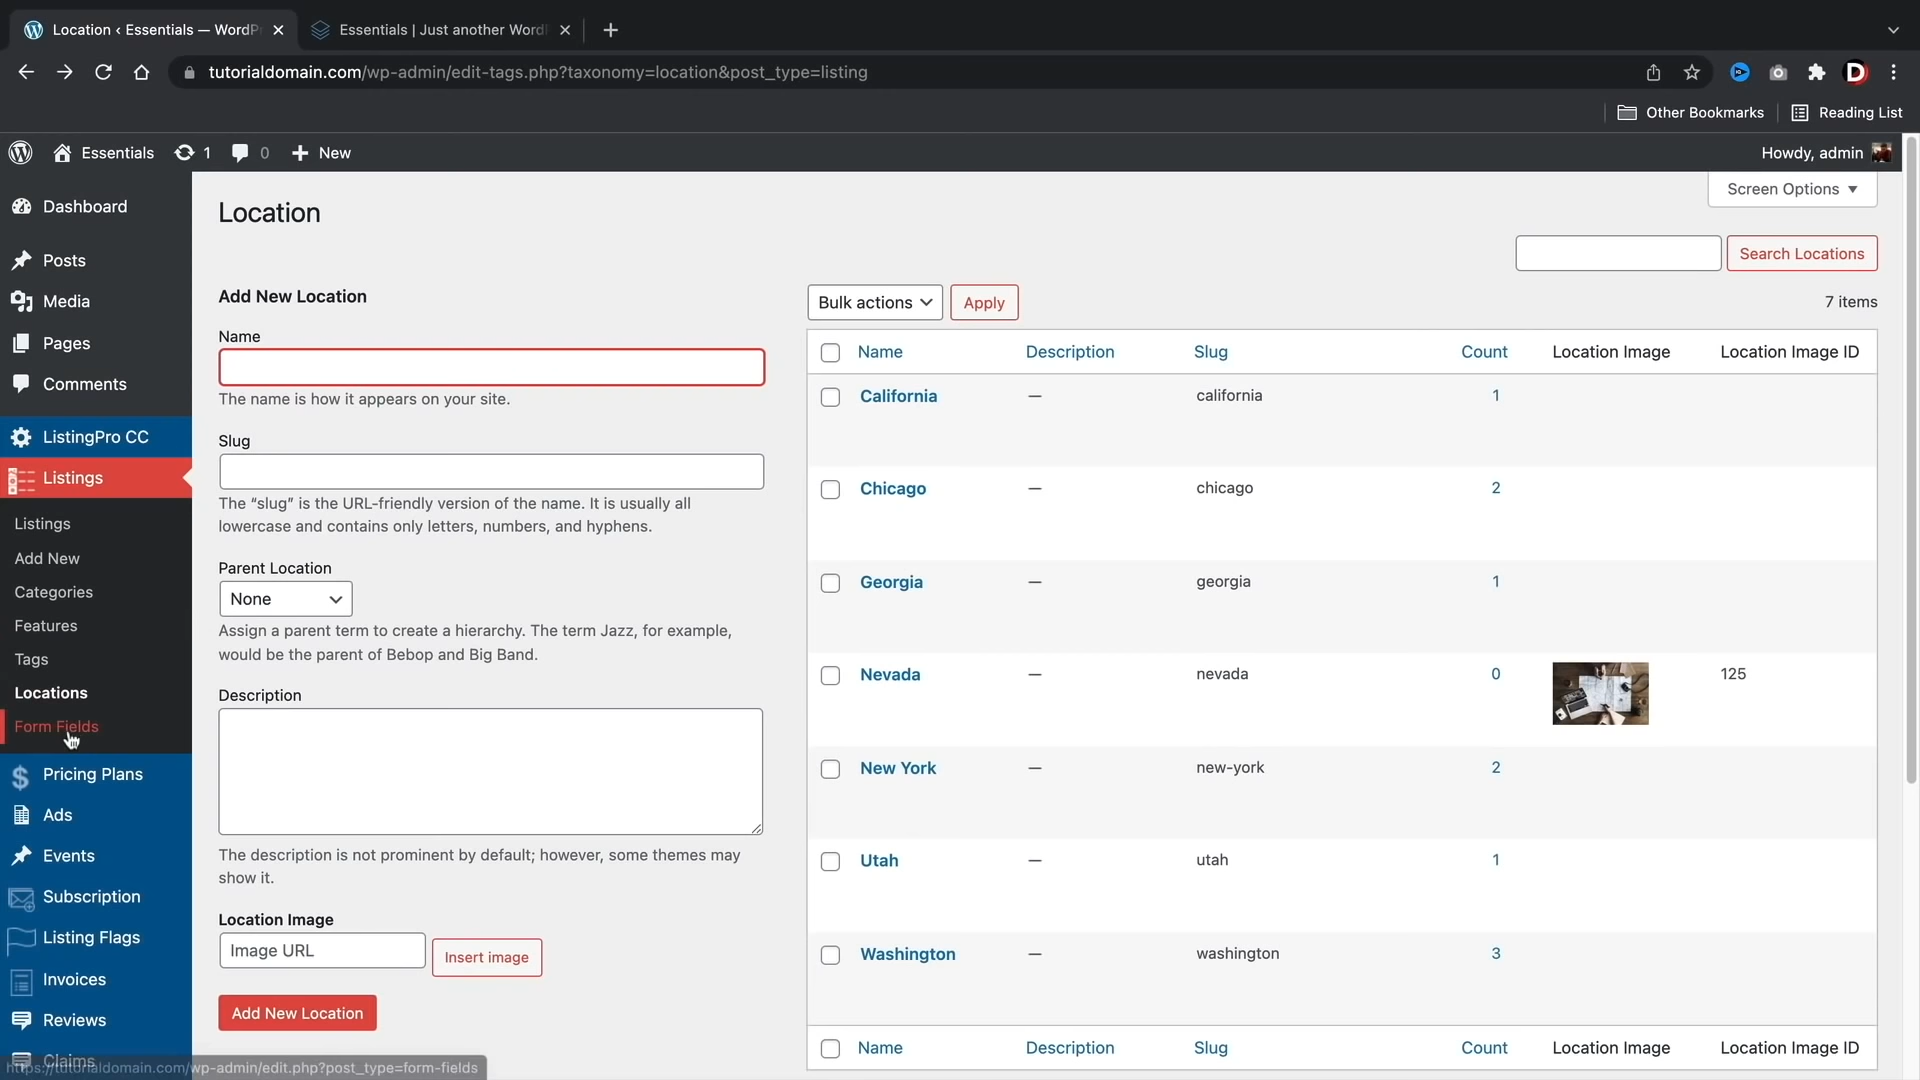 Location ‹ Essentials — WordP
Essentials | Just another Word
tutorialdomain.com/wp-admin/edit-tags.php?taxonomy=location&post_type=listing
Other Bookmarks
Reading List
Essentials
1
0
New
Howdy, admin
Dashboard
Posts
Media
Pages
Comments
ListingPro CC
Listings
Listings
Add New
Categories
Features
Tags
Locations
Form Fields
Pricing Plans
Ads
Events
Subscription
Listing Flags
Invoices
Reviews
Claims
Screen Options
Location
Search Locations
Add New Location
Name
The name is how it appears on your site.
Slug
The “slug” is the URL-friendly version of the name. It is usually all
lowercase and contains only letters, numbers, and hyphens.
Parent Location
None
Assign a parent term to create a hierarchy. The term Jazz, for example,
would be the parent of Bebop and Big Band.
Description
The description is not prominent by default; however, some themes may
show it.
Location Image
Image URL
Insert image
Add New Location
Bulk actions
Apply
7 items
Name Description Slug Count Location Image Location Image ID
California — california 1
Chicago — chicago 2
Georgia — georgia 1
Nevada — nevada 0 125
New York — new-york 2
Utah — utah 1
Washington — washington 3
Name Description Slug Count Location Image Location Image ID
https://tutorialdomain.com/wp-admin/edit.php?post_type=form-fields